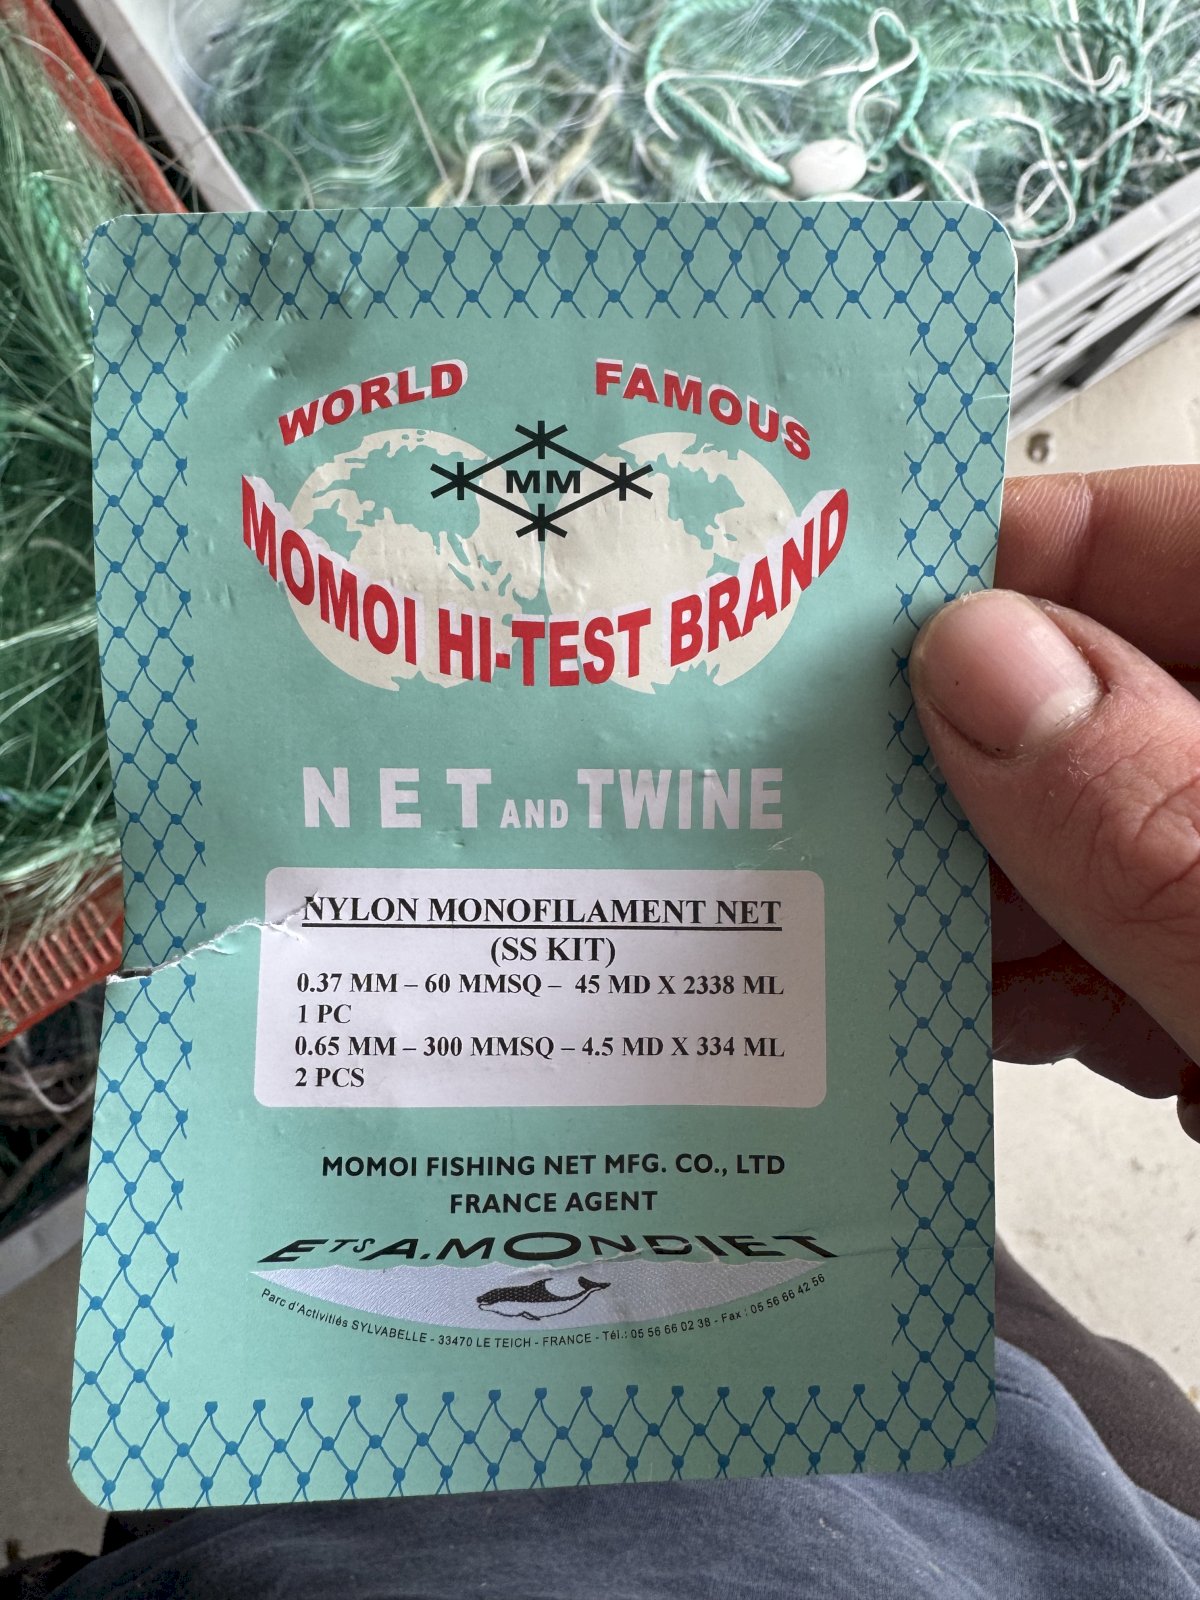 WORLD FAMOUS
MM
MOMOI HI-TEST BRAND
NET AND TWINE
NYLON MONOFILAMENT NET
(SS KIT)
0.37 MM – 60 MMSQ – 45 MD X 2338 ML
1 PC
0.65 MM – 300 MMSQ – 4.5 MD X 334 ML
2 PCS
MOMOI FISHING NET MFG. CO., LTD
FRANCE AGENT
ETS A. MONDIET
Parc d'Activitiés SYLVABELLE - 33470 LE TEICH - FRANCE - Tél.: 05 56 66 02 38 - Fax : 05 56 66 42 56